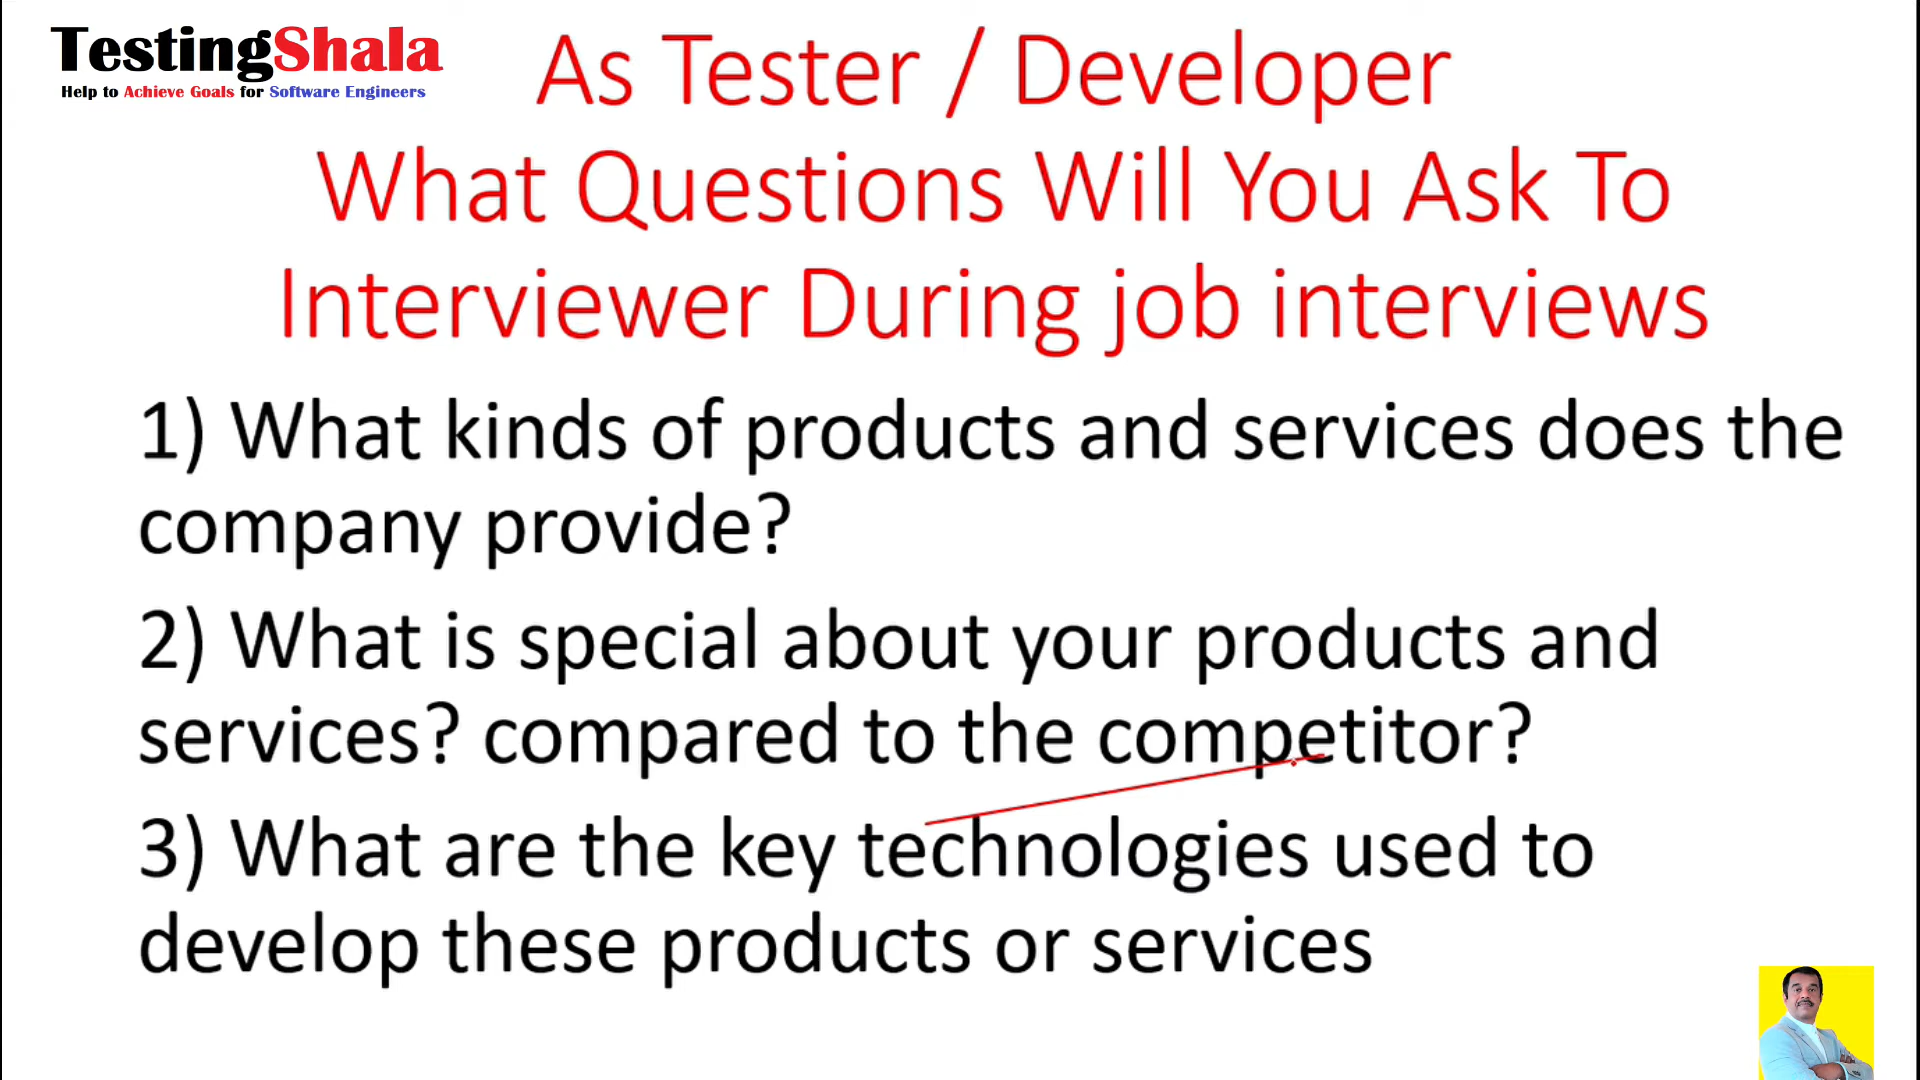 TestingShala
Help to Achieve Goals for Software Engineers
As Tester / Developer
What Questions Will You Ask To
Interviewer During job interviews
1) What kinds of products and services does the
company provide?
2) What is special about your products and
services? compared to the competitor?
3) What are the key technologies used to
develop these products or services